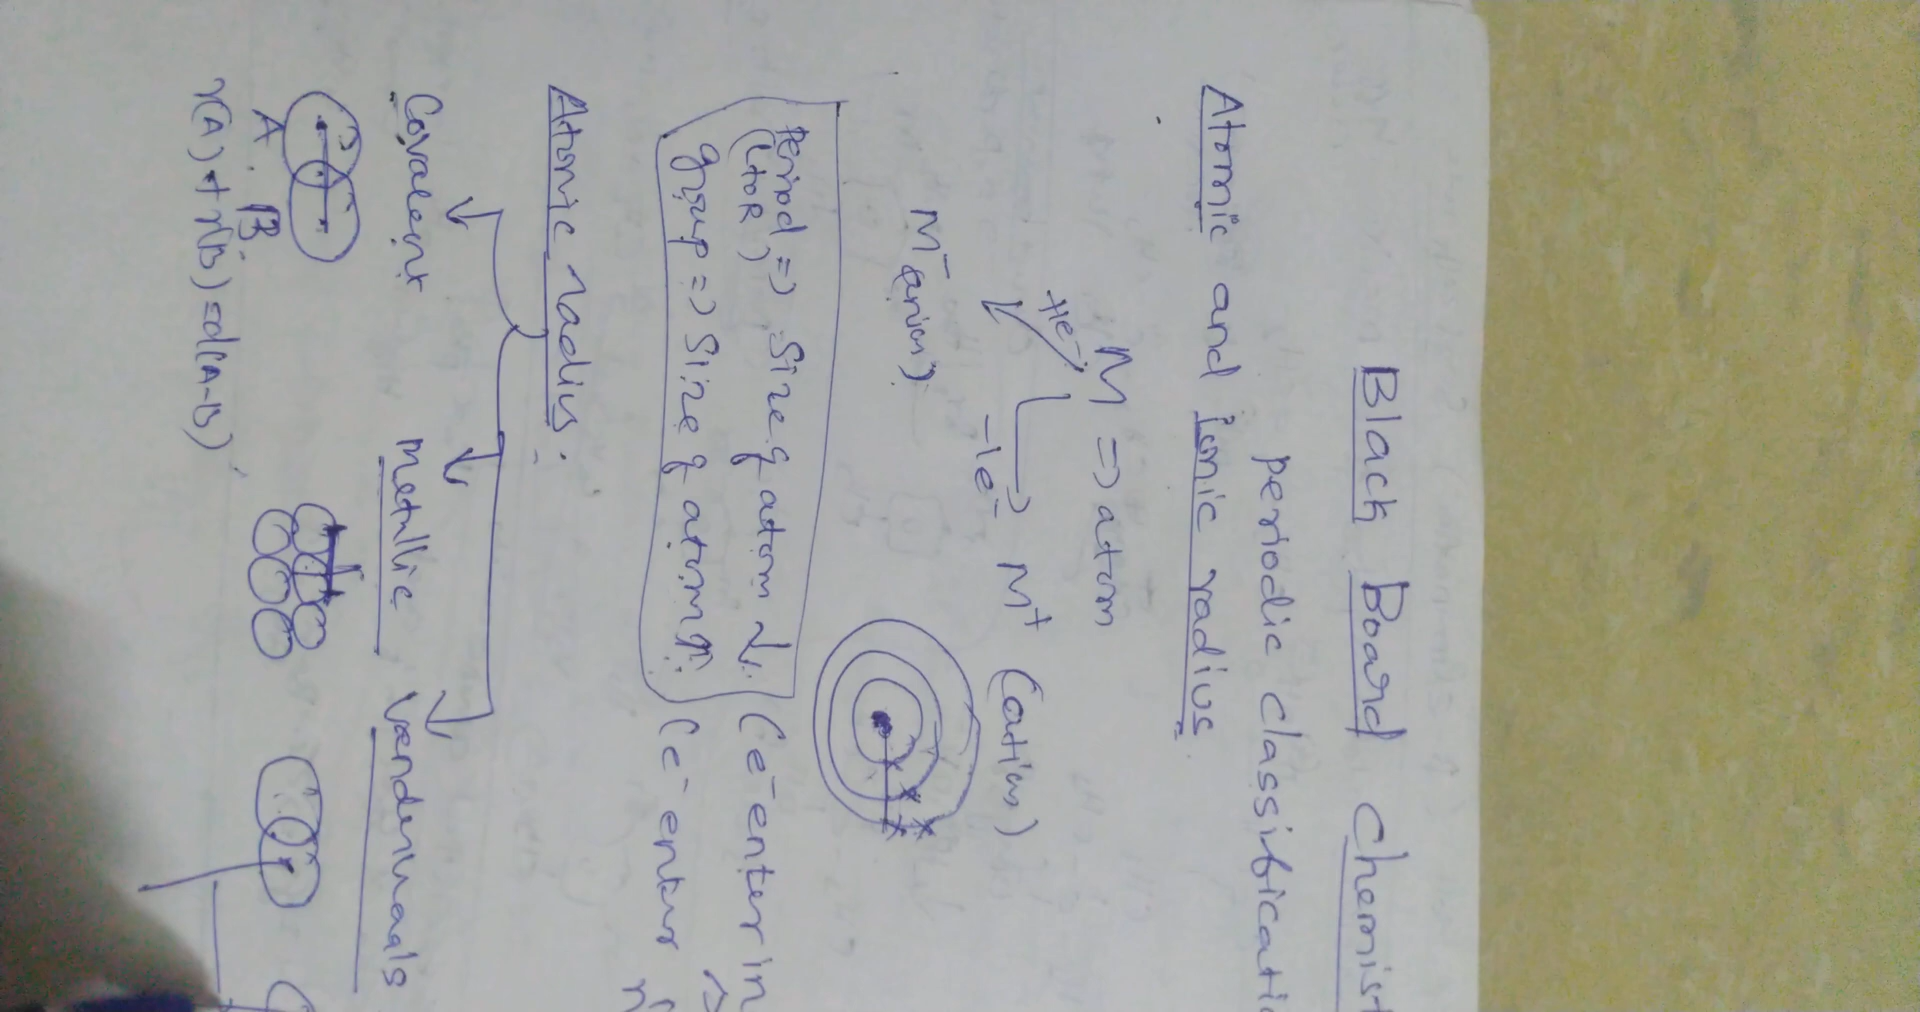 Black Board Chemist
periodic classificati
Atomic and ionic radius.
M => atom
+1e-
-1e-
M+ (cation)
M- (anion)
Period => Size of atom ↓. (e- enter in
(L to R)
group => Size of atom ↑. (e- enter
n
Atomic radius.
Covalent Metallic Vanderwaals
A B
r(A) + r(B) = d(A-B)